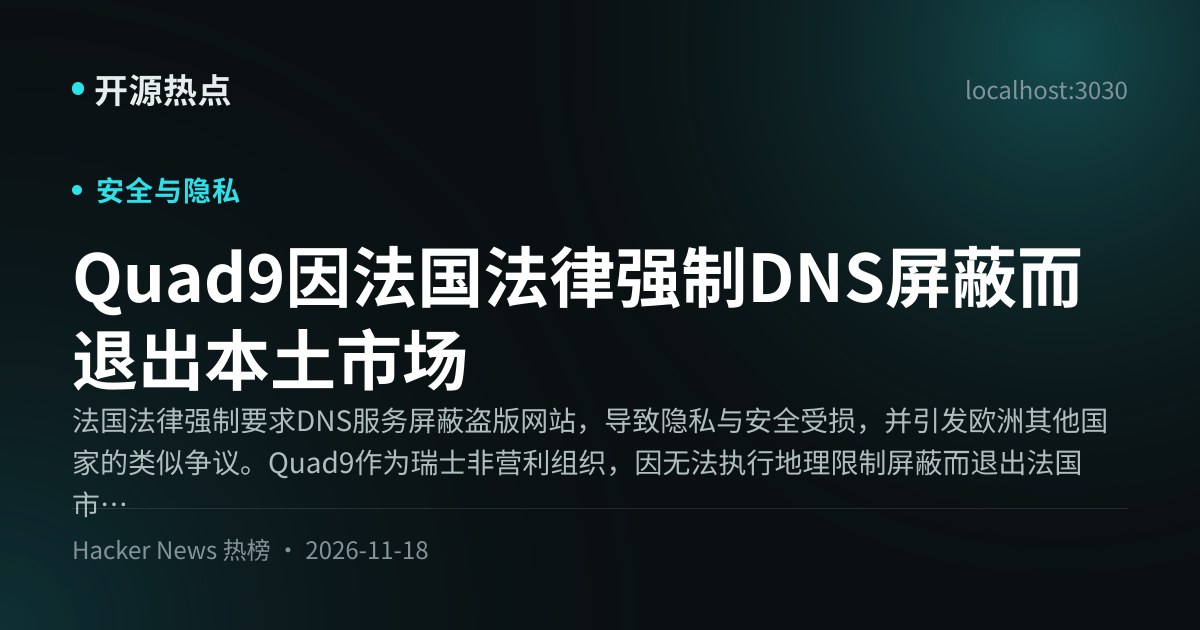 开源热点
localhost:3030
安全与隐私
Quad9因法国法律强制DNS屏蔽而
退出本土市场
法国法律强制要求DNS服务屏蔽盗版网站，导致隐私与安全受损，并引发欧洲其他国
家的类似争议。Quad9作为瑞士非营利组织，因无法执行地理限制屏蔽而退出法国
市…
Hacker News 热榜 · 2026-11-18